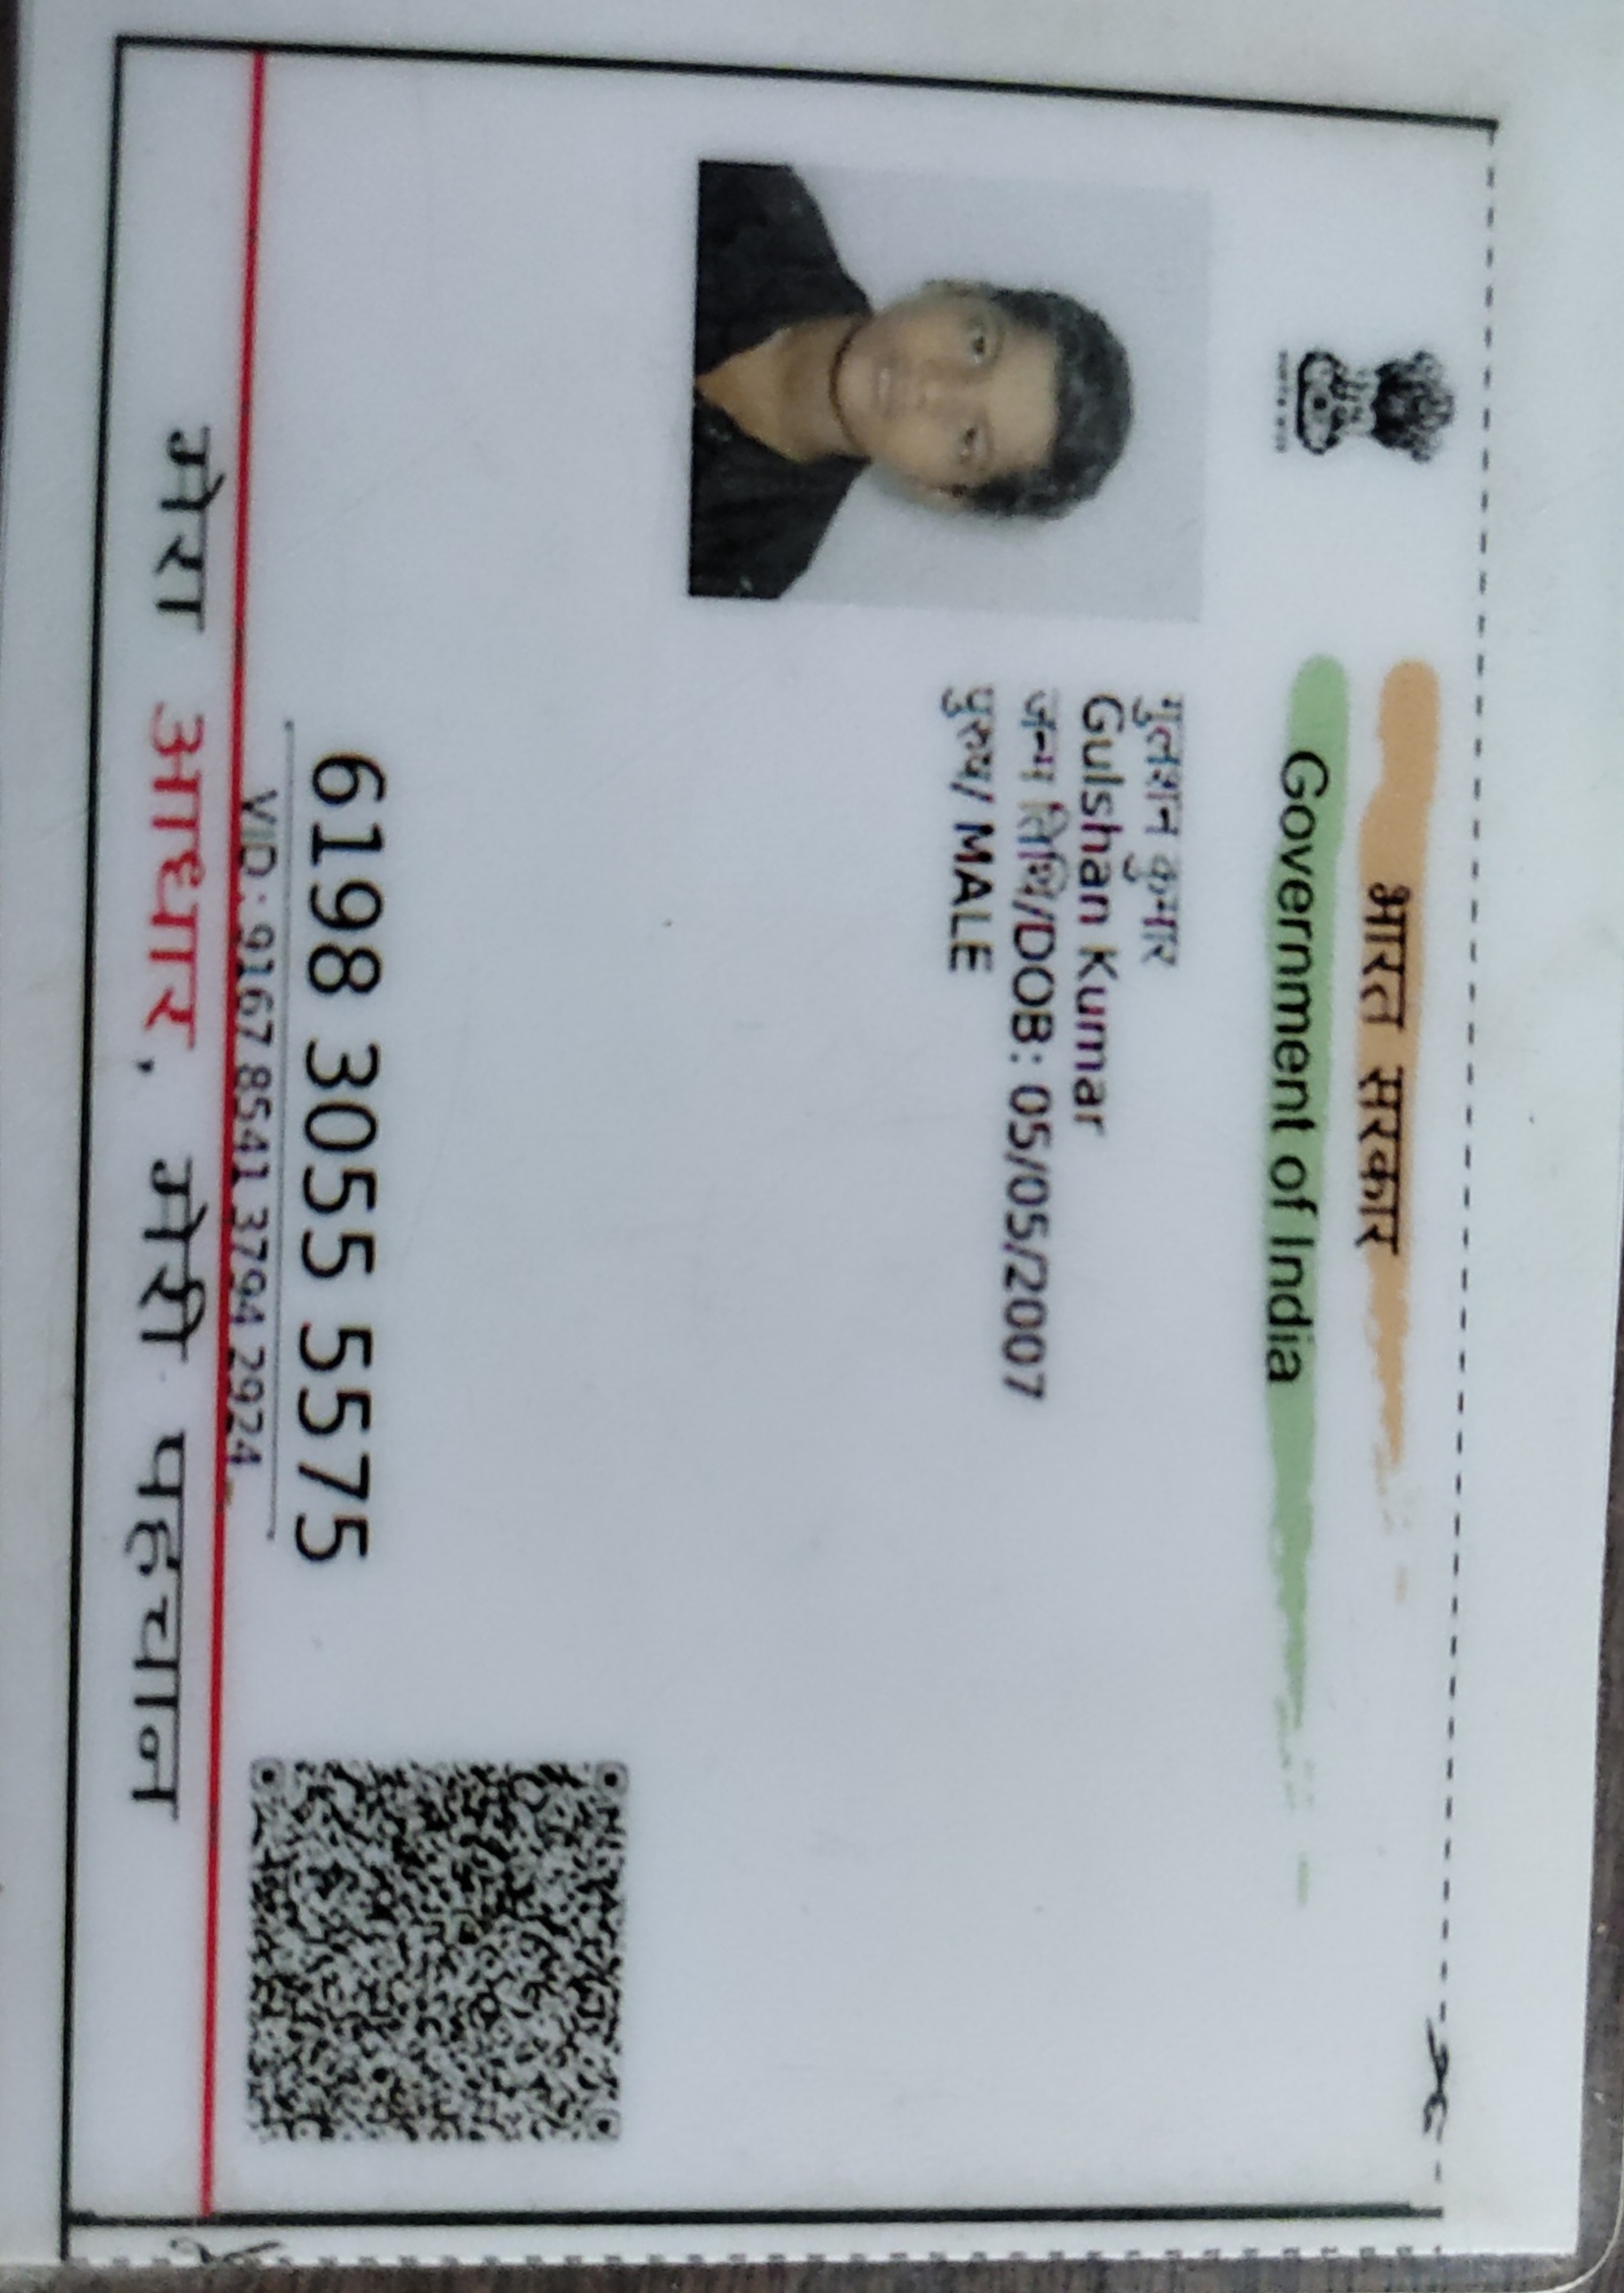 भारत सरकार
Government of India
गुलशन कुमार
Gulshan Kumar
जन्म तिथि/DOB: 05/05/2007
पुरुष/ MALE
6198 3055 5575
VID : 9167 8541 3794 2924
मेरा आधार, मेरी पहचान